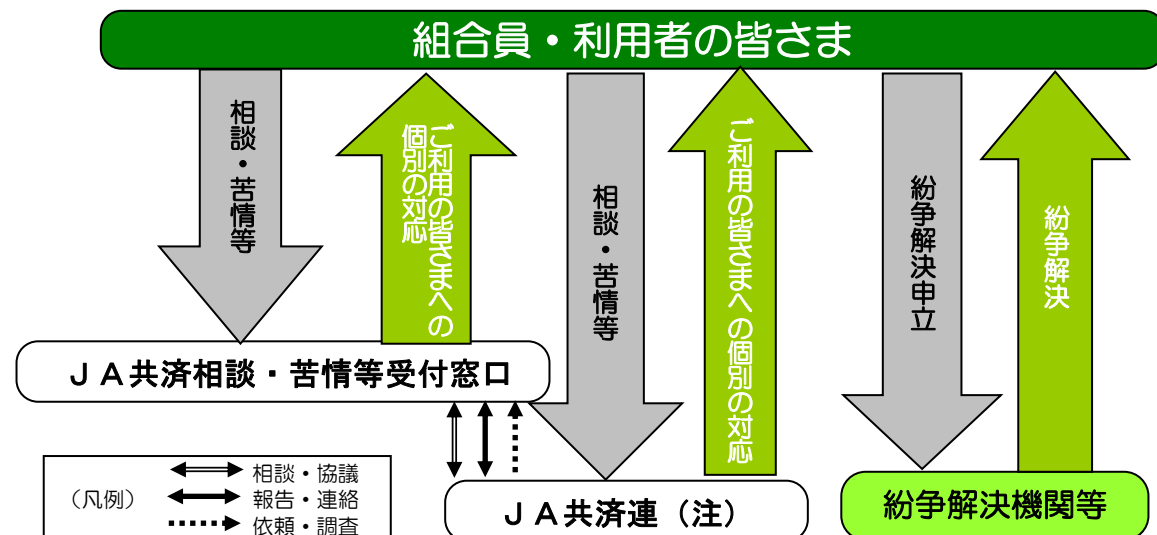 組合員・利用者の皆さま
相談・苦情等
ご利用の皆さまへの
個別の対応
相談・苦情等
ご利用の皆さまへの個別の対応
紛争解決申立
紛争解決
ＪＡ共済相談・苦情等受付窓口
（凡例）
相談・協議
報告・連絡
依頼・調査
ＪＡ共済連（注）
紛争解決機関等